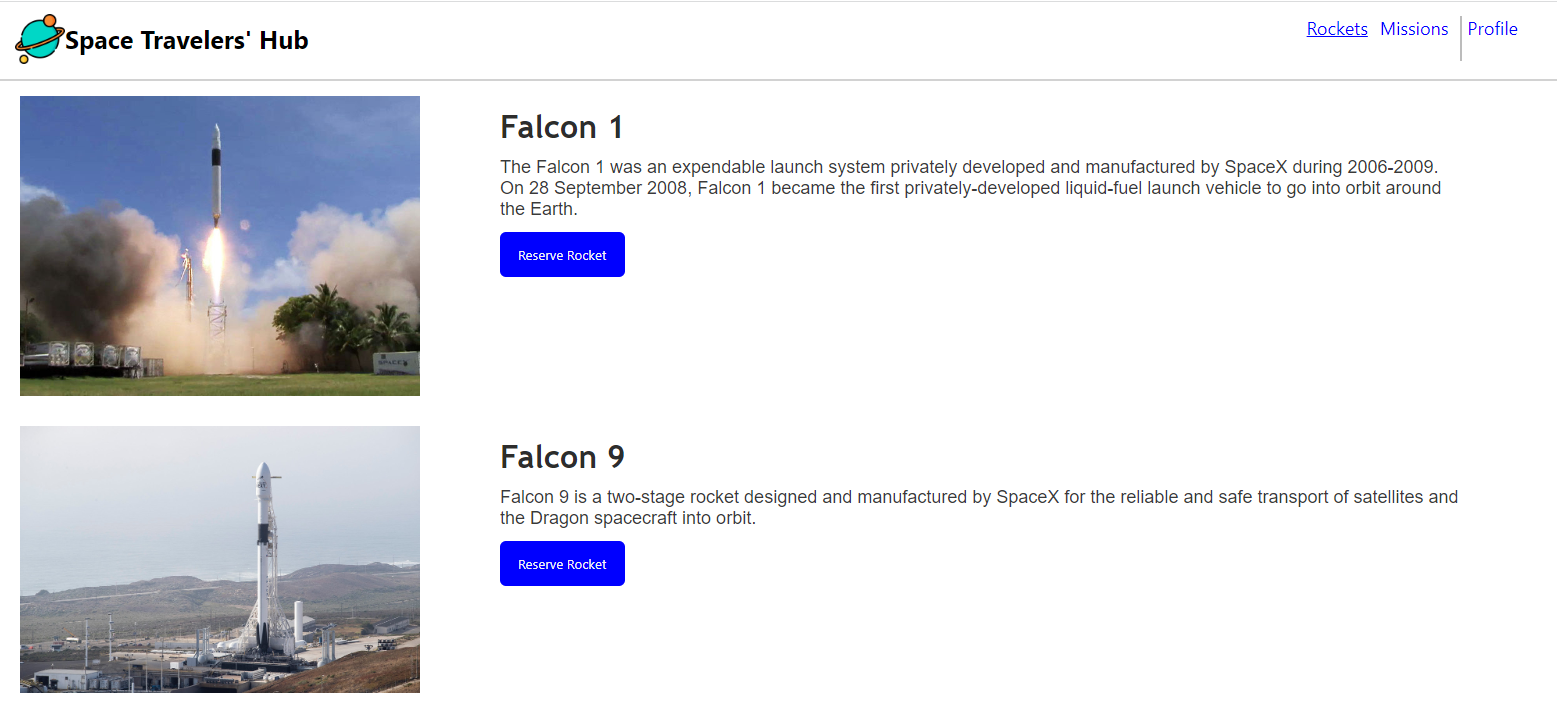 Space Travelers' Hub
Rockets Missions Profile
Falcon 1
The Falcon 1 was an expendable launch system privately developed and manufactured by SpaceX during 2006-2009.
On 28 September 2008, Falcon 1 became the first privately-developed liquid-fuel launch vehicle to go into orbit around
the Earth.
Reserve Rocket
SPACEX
Falcon 9
Falcon 9 is a two-stage rocket designed and manufactured by SpaceX for the reliable and safe transport of satellites and
the Dragon spacecraft into orbit.
Reserve Rocket